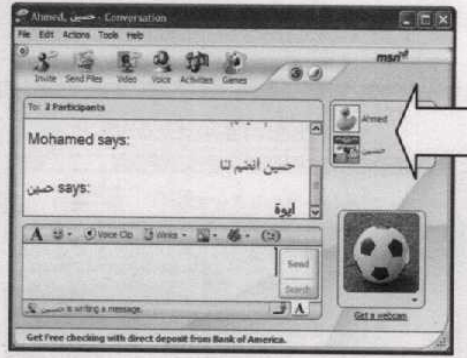 Ahmed, حسين - Conversation
File Edit Actions Tools Help
msn
Invite Send Files Video Voice Activities Games
To: 2 Participants
Ahmed
حسين
Mohamed says:
حسين انضم لنا
حسين says:
ايوة
A Voice Clip Winks
Send
Search
حسين is writing a message.
A
Get a webcam
Get Free checking with direct deposit from Bank of America.